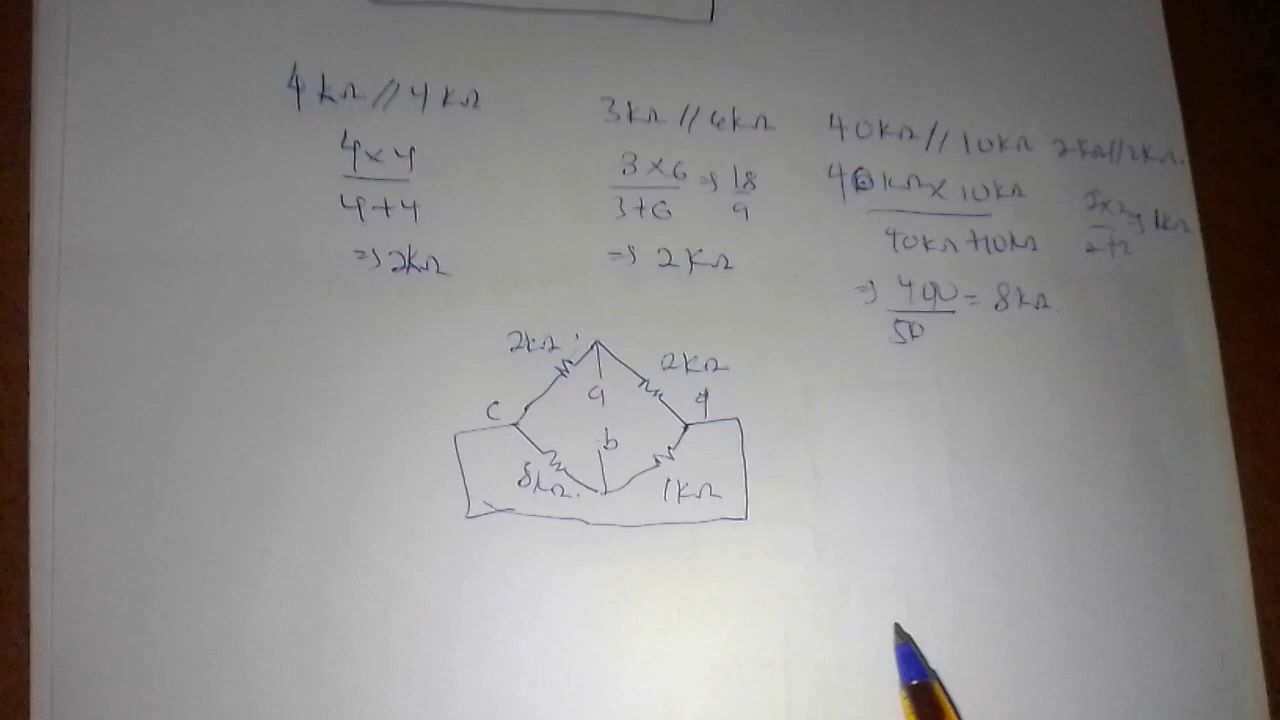 4kΩ//4kΩ
4×4
4+4
=> 2kΩ
3kΩ//6kΩ
3×6 => 18
3+6 9
=> 2kΩ
40kΩ//10kΩ
40kΩ×10kΩ
40kΩ+10kΩ
=> 400 = 8kΩ.
50
2kΩ//2kΩ.
2×2 => 1kΩ
2+2
2kΩ
2kΩ
a
c
d
b
8kΩ.
1kΩ